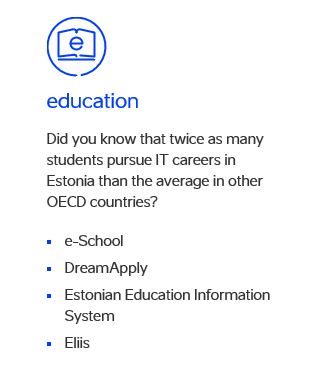 e
education
Did you know that twice as many
students pursue IT careers in
Estonia than the average in other
OECD countries?
e-School
DreamApply
Estonian Education Information
System
Eliis